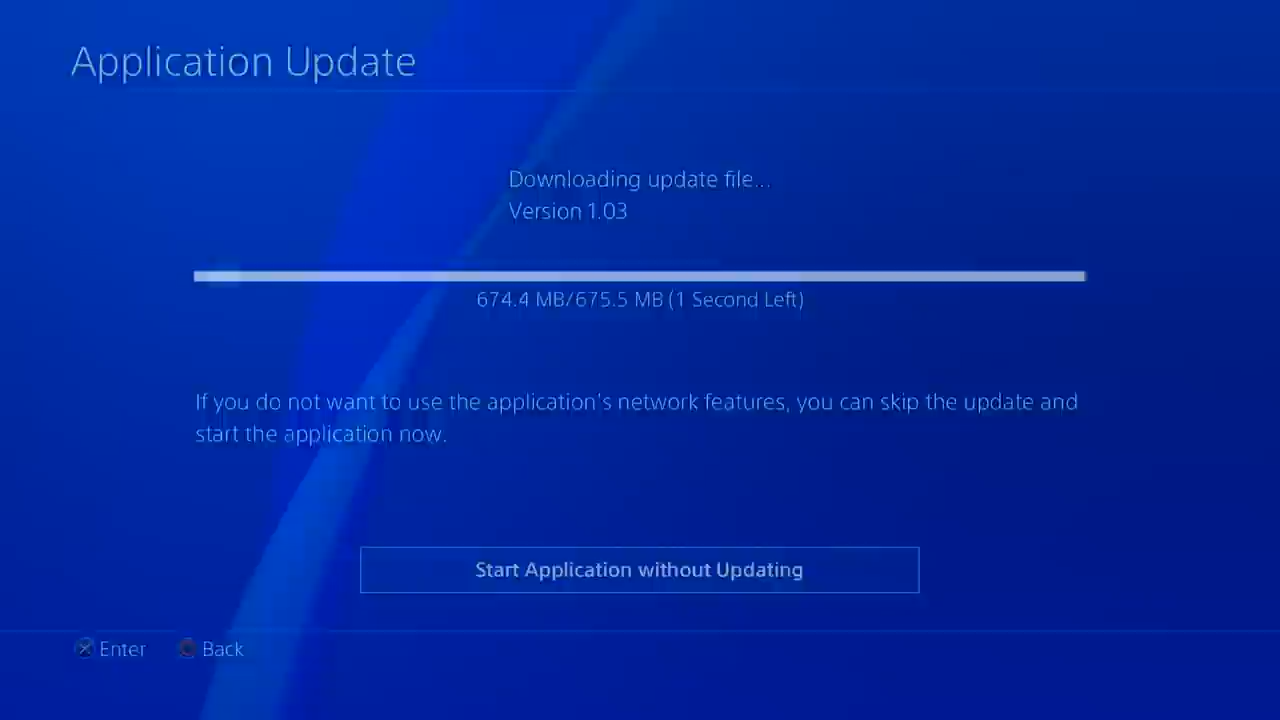 Application Update
Downloading update file...
Version 1.03
674.4 MB/675.5 MB (1 Second Left)
If you do not want to use the application's network features, you can skip the update and
start the application now.
Start Application without Updating
Enter Back